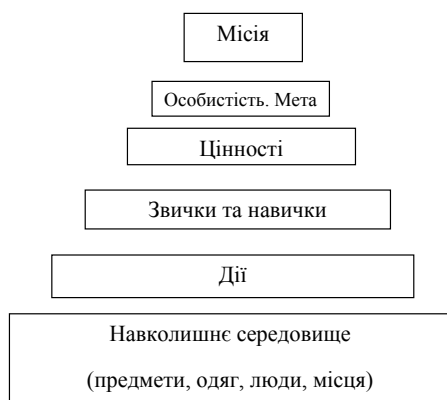 Місія
Особистість. Мета
Цінності
Звички та навички
Дії
Навколишнє середовище
(предмети, одяг, люди, місця)